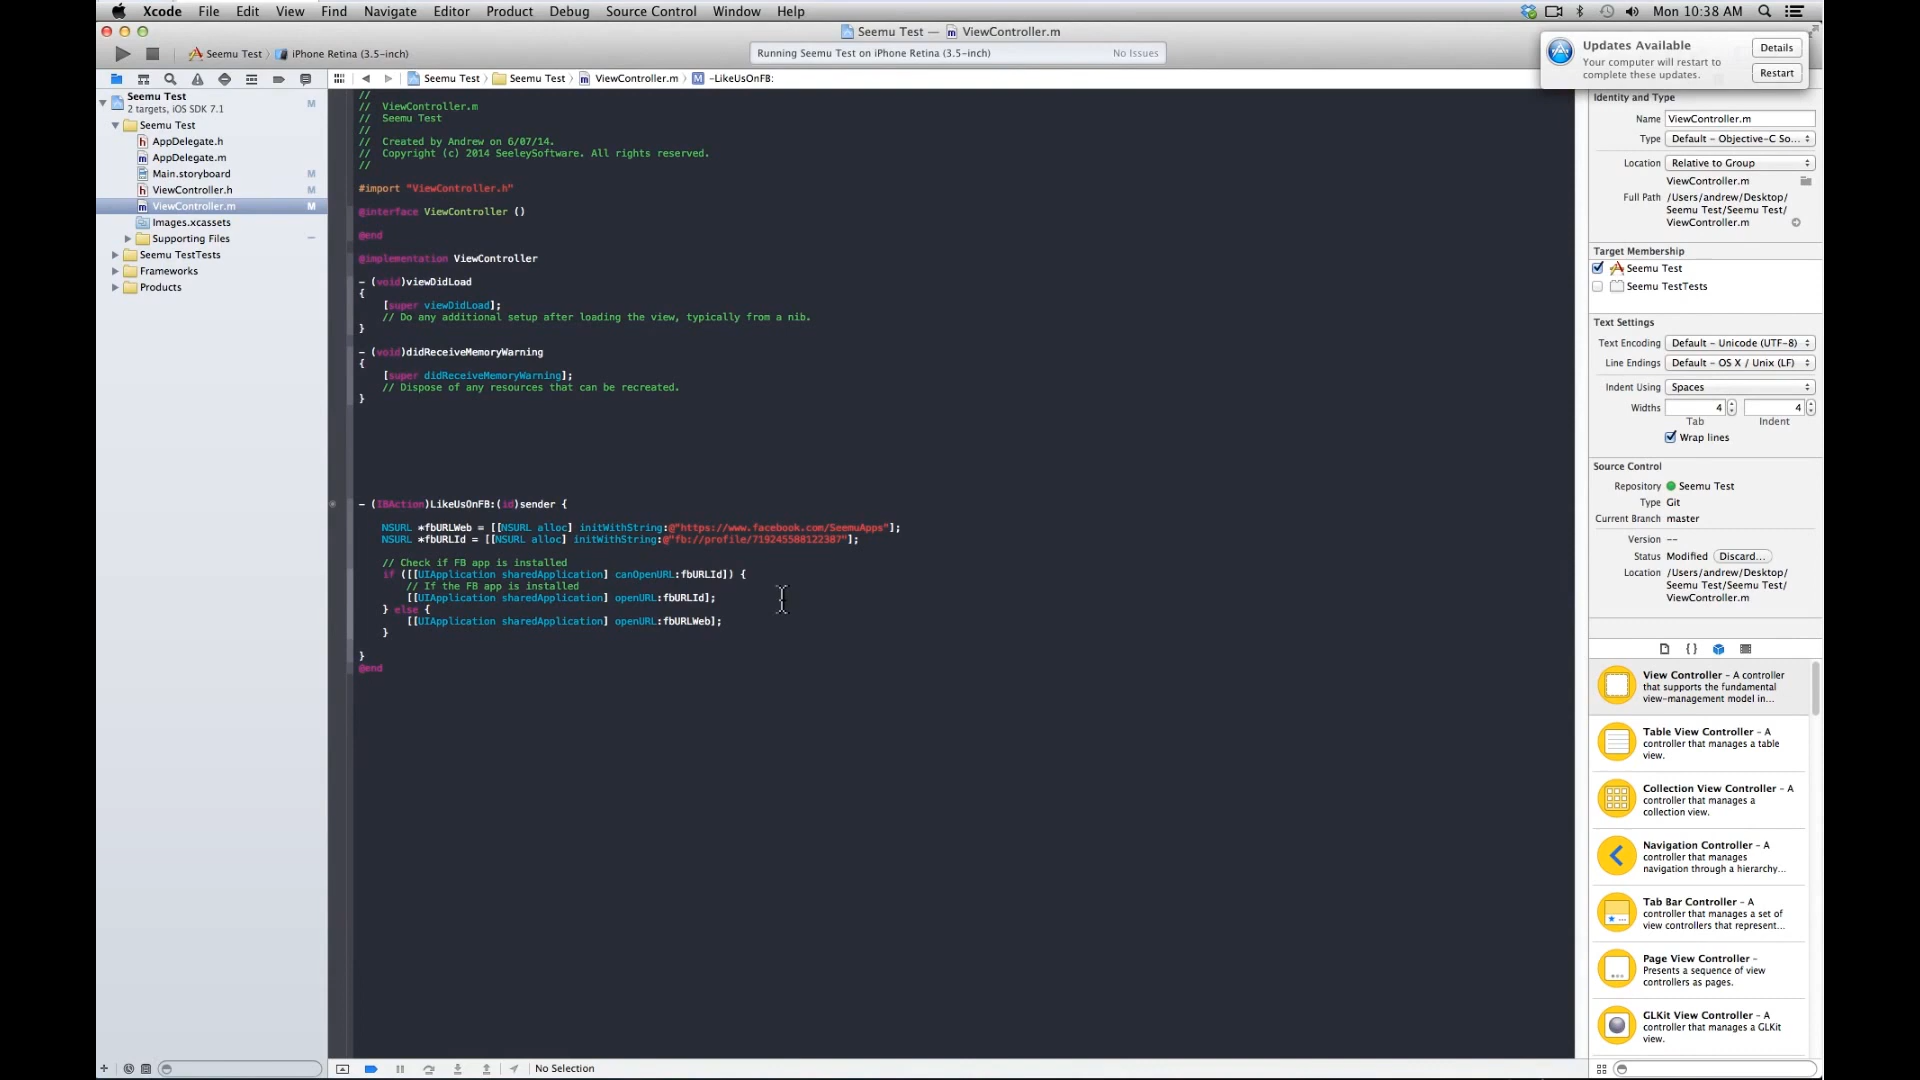 Xcode File Edit View Find Navigate Editor Product Debug Source Control Window Help
Mon 10:38 AM
Seemu Test — ViewController.m
Seemu Test iPhone Retina (3.5-inch)
Running Seemu Test on iPhone Retina (3.5-inch) No Issues
Updates Available
Your computer will restart to
complete these updates.
Details
Restart
Seemu Test Seemu Test ViewController.m M -LikeUsOnFB:
Seemu Test
2 targets, iOS SDK 7.1 M
Seemu Test
h AppDelegate.h
m AppDelegate.m
Main.storyboard M
h ViewController.h M
m ViewController.m M
Images.xcassets
Supporting Files
Seemu TestTests
Frameworks
Products
//
// ViewController.m
// Seemu Test
//
// Created by Andrew on 6/07/14.
// Copyright (c) 2014 SeeleySoftware. All rights reserved.
//
#import "ViewController.h"
@interface ViewController ()
@end
@implementation ViewController
- (void)viewDidLoad
{
[super viewDidLoad];
// Do any additional setup after loading the view, typically from a nib.
}
- (void)didReceiveMemoryWarning
{
[super didReceiveMemoryWarning];
// Dispose of any resources that can be recreated.
}
- (IBAction)LikeUsOnFB:(id)sender {
NSURL *fbURLWeb = [[NSURL alloc] initWithString:@"https://www.facebook.com/SeemuApps"];
NSURL *fbURLId = [[NSURL alloc] initWithString:@"fb://profile/719245588122387"];
// Check if FB app is installed
if ([[UIApplication sharedApplication] canOpenURL:fbURLId]) {
// If the FB app is installed
[[UIApplication sharedApplication] openURL:fbURLId];
} else {
[[UIApplication sharedApplication] openURL:fbURLWeb];
}
}
@end
Identity and Type
Name ViewController.m
Type Default - Objective-C So...
Location Relative to Group
ViewController.m
Full Path /Users/andrew/Desktop/
Seemu Test/Seemu Test/
ViewController.m
Target Membership
Seemu Test
Seemu TestTests
Text Settings
Text Encoding Default - Unicode (UTF-8)
Line Endings Default - OS X / Unix (LF)
Indent Using Spaces
Widths 4 4
Tab Indent
Wrap lines
Source Control
Repository Seemu Test
Type Git
Current Branch master
Version --
Status Modified Discard...
Location /Users/andrew/Desktop/
Seemu Test/Seemu Test/
ViewController.m
{ }
View Controller - A controller
that supports the fundamental
view-management model in...
Table View Controller - A
controller that manages a table
view.
Collection View Controller - A
controller that manages a
collection view.
Navigation Controller - A
controller that manages
navigation through a hierarchy...
Tab Bar Controller - A
controller that manages a set of
view controllers that represent...
Page View Controller -
Presents a sequence of view
controllers as pages.
GLKit View Controller - A
controller that manages a GLKit
view.
No Selection